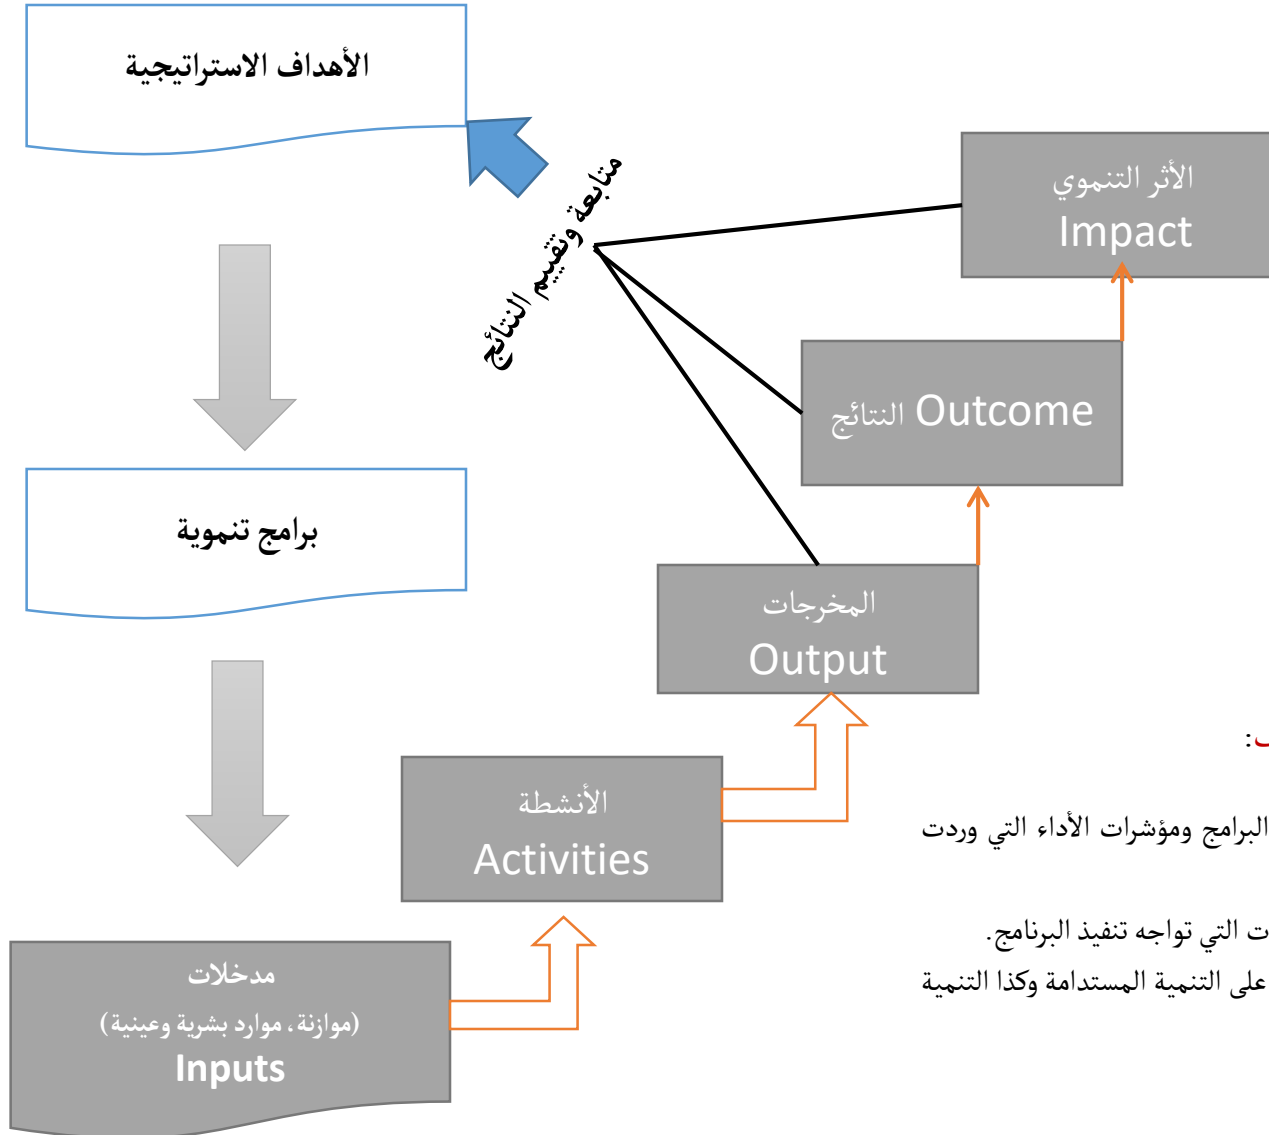 الأهداف الاستراتيجية
متابعة وتقييم النتائج
الأثر التنموي
Impact
النتائج Outcome
برامج تنموية
المخرجات
Output
الأنشطة
Activities
البرامج ومؤشرات الأداء التي وردت
التي تواجه تنفيذ البرنامج.
على التنمية المستدامة وكذا التنمية
مدخلات
(موازنة، موارد بشرية وعينية)
Inputs